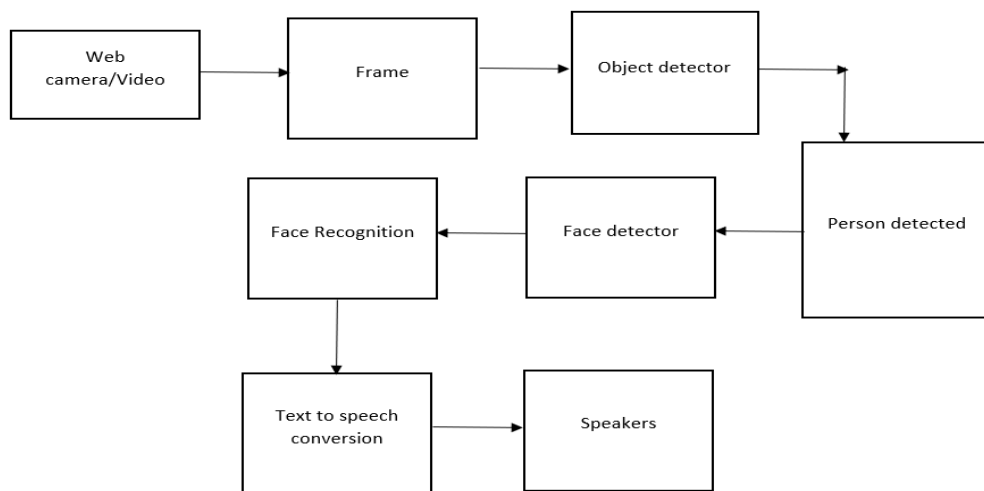 Web
camera/Video
Frame
Object detector
Person detected
Face detector
Face Recognition
Text to speech
conversion
Speakers